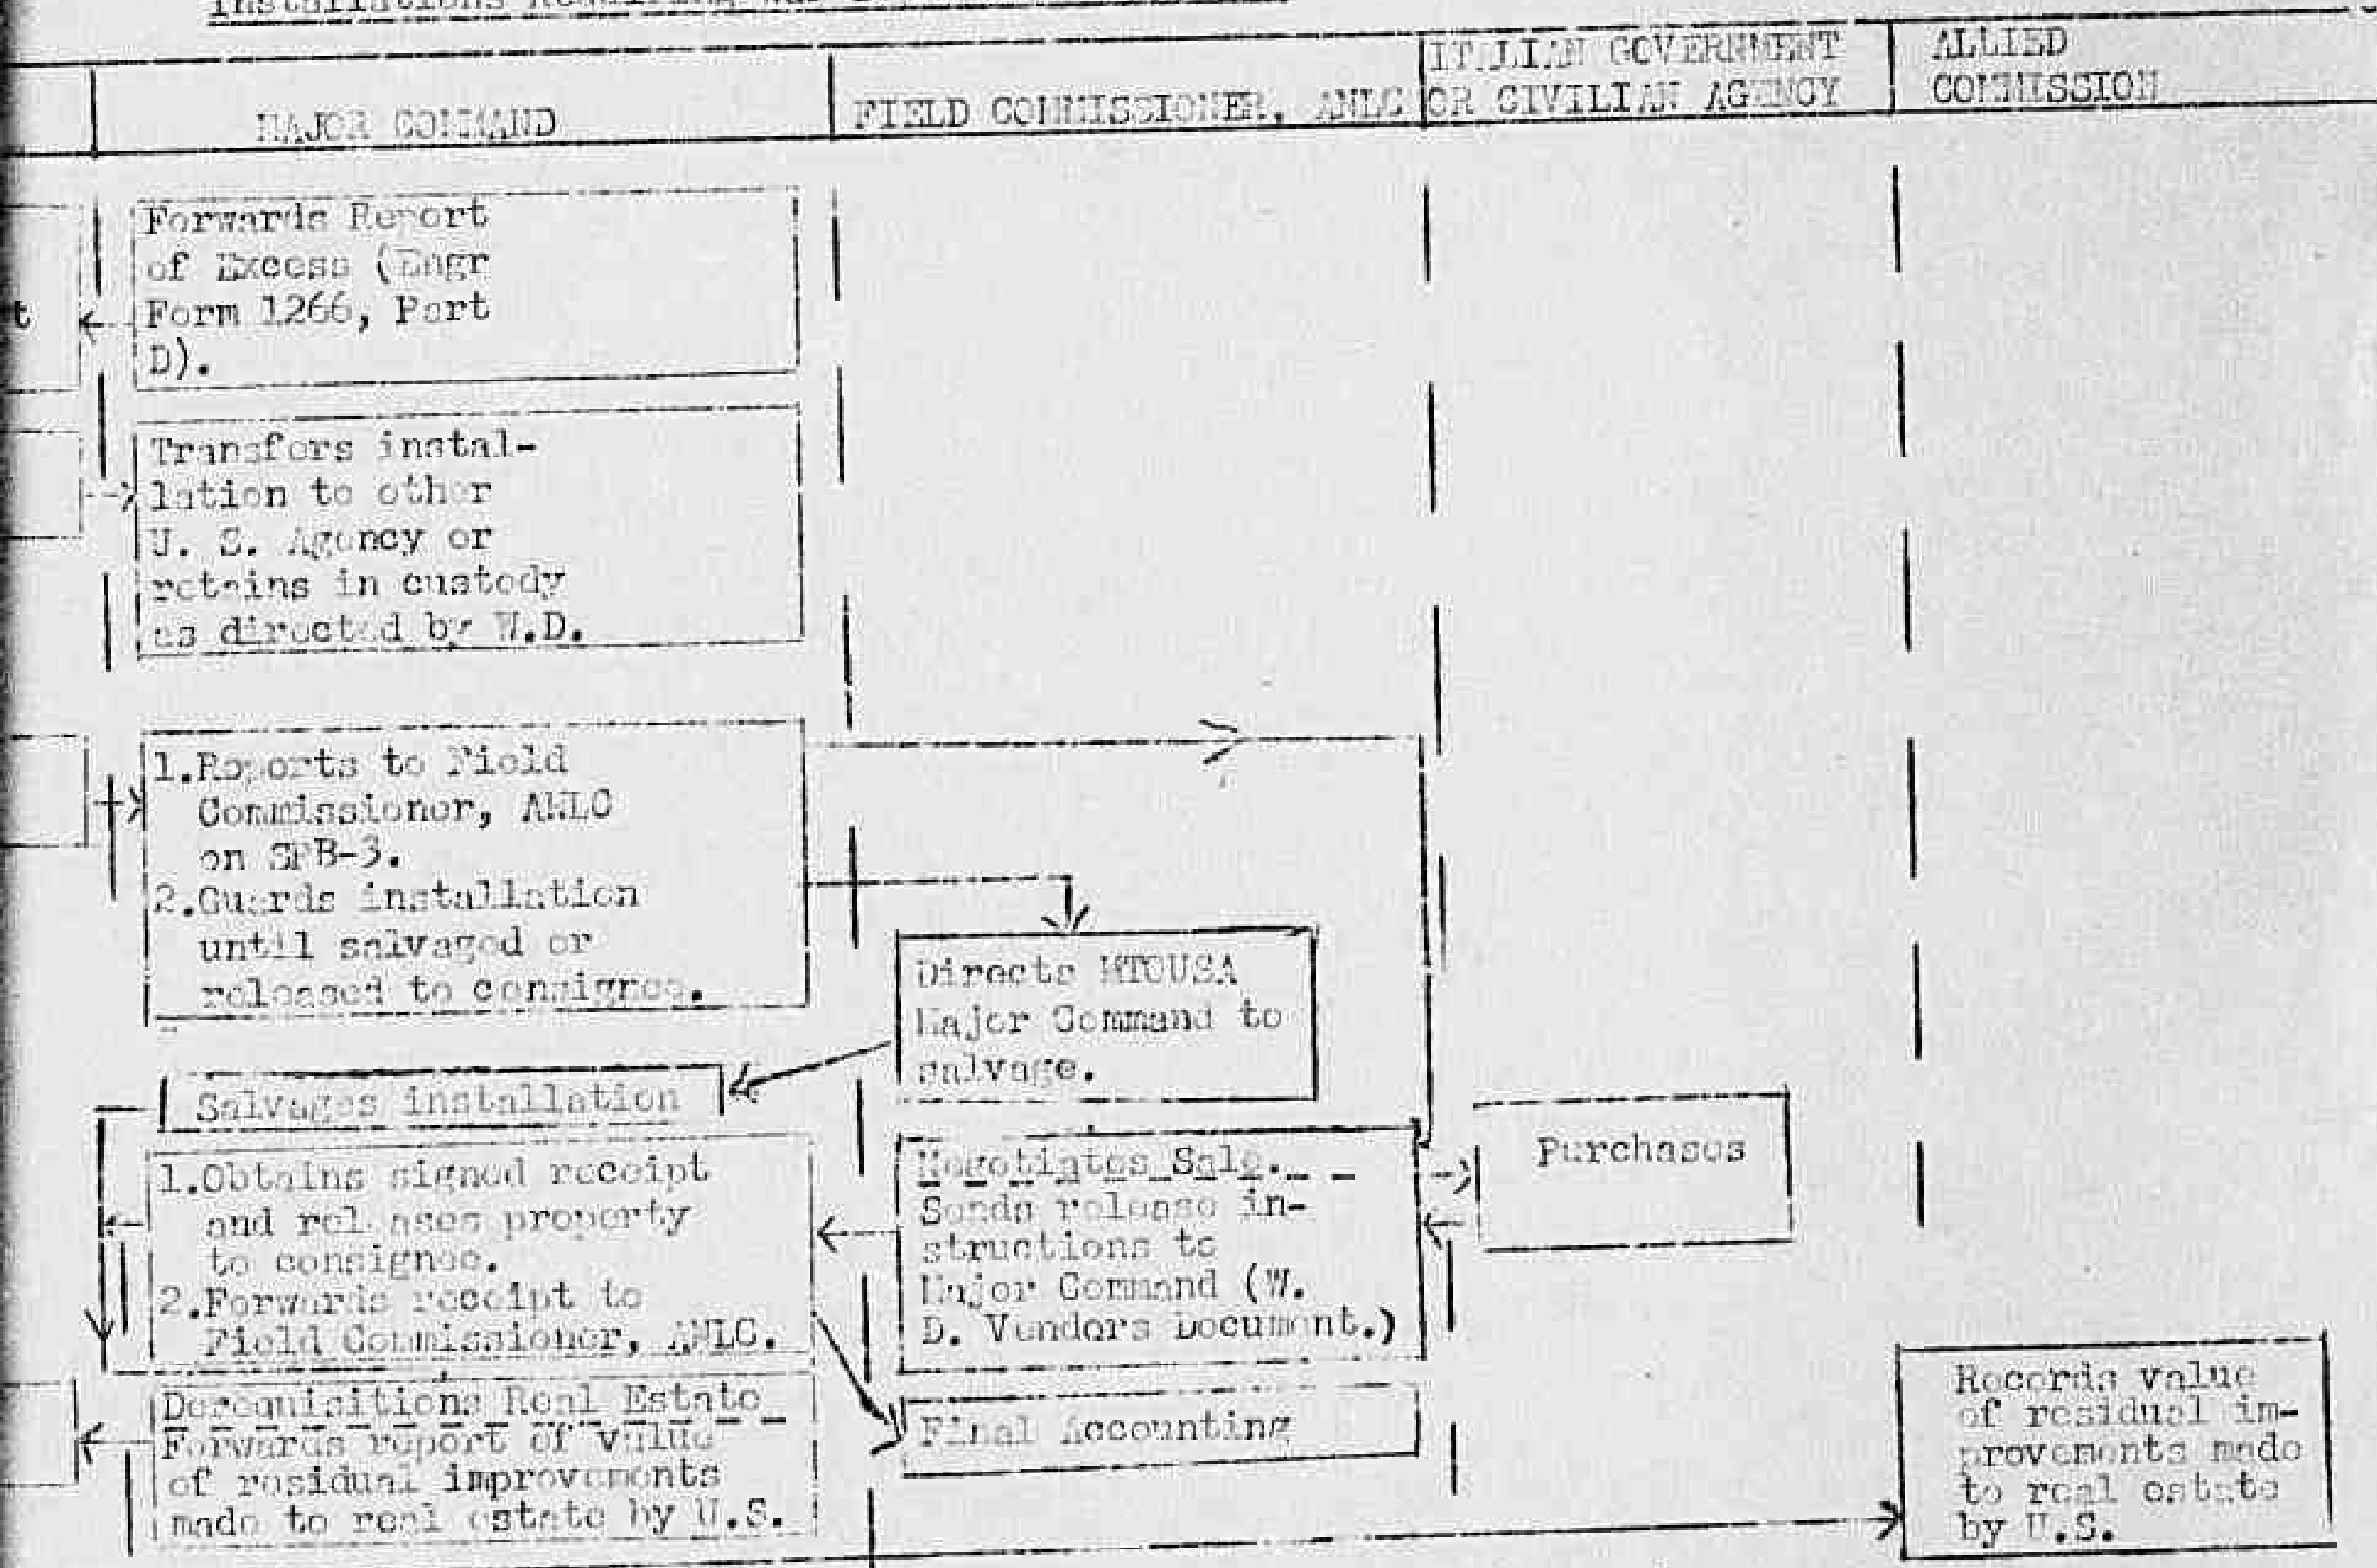 Installations Requiring
MAJOR COMMAND
FIELD COMMISSIONER, ANLC
ITALIAN GOVERNMENT
OR CIVILIAN AGENCY
ALLIED
COMMISSION
t
Forwards Report
of Excess (Engr
Form 1266, Part
D).
Transfers instal-
lation to other
U. S. Agency or
retains in custody
as directed by W.D.
1.Reports to Field
Commissioner, ANLC
on SPB-3.
2.Guards installation
until salvaged or
released to consignee.
Directs MTOUSA
Major Command to
salvage.
Salvages installation
1.Obtains signed receipt
and releases property
to consignee.
2.Forwards receipt to
Field Commissioner, ANLC.
Negotiates Sale.
Sends release in-
structions to
Major Command (W.
D. Vendors Document.)
Purchases
Derequisitions Real Estate
Forwards report of value
of residual improvements
made to real estate by U.S.
Final Accounting
Records value
of residual im-
provements made
to real estate
by U.S.